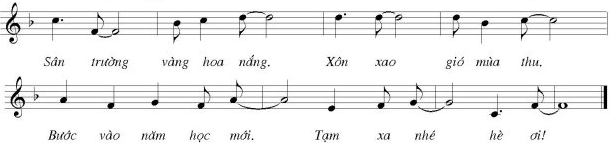 Sân trường vàng hoa nắng. Xôn xao gió mùa thu.
Bước vào năm học mới. Tạm xa nhé hè ơi!